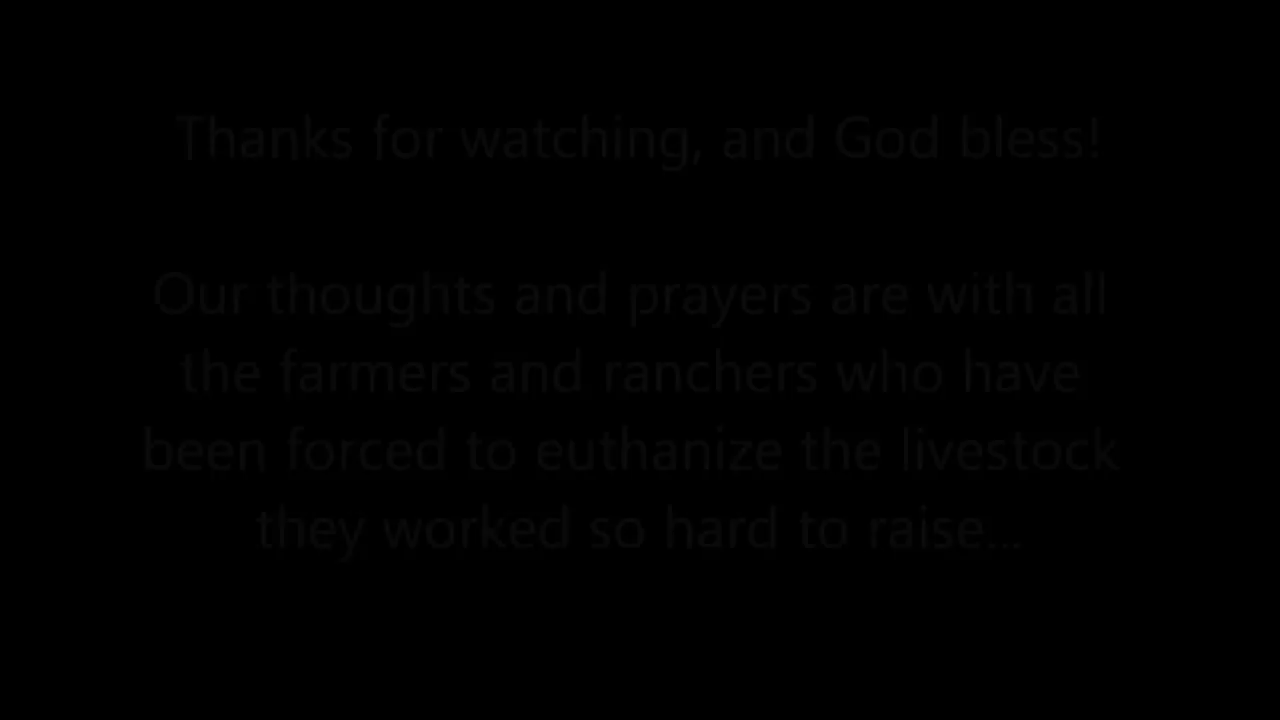 Thanks for watching, and God bless!
Our thoughts and prayers are with all
the farmers and ranchers who have
been forced to euthanize the livestock
they worked so hard to raise...